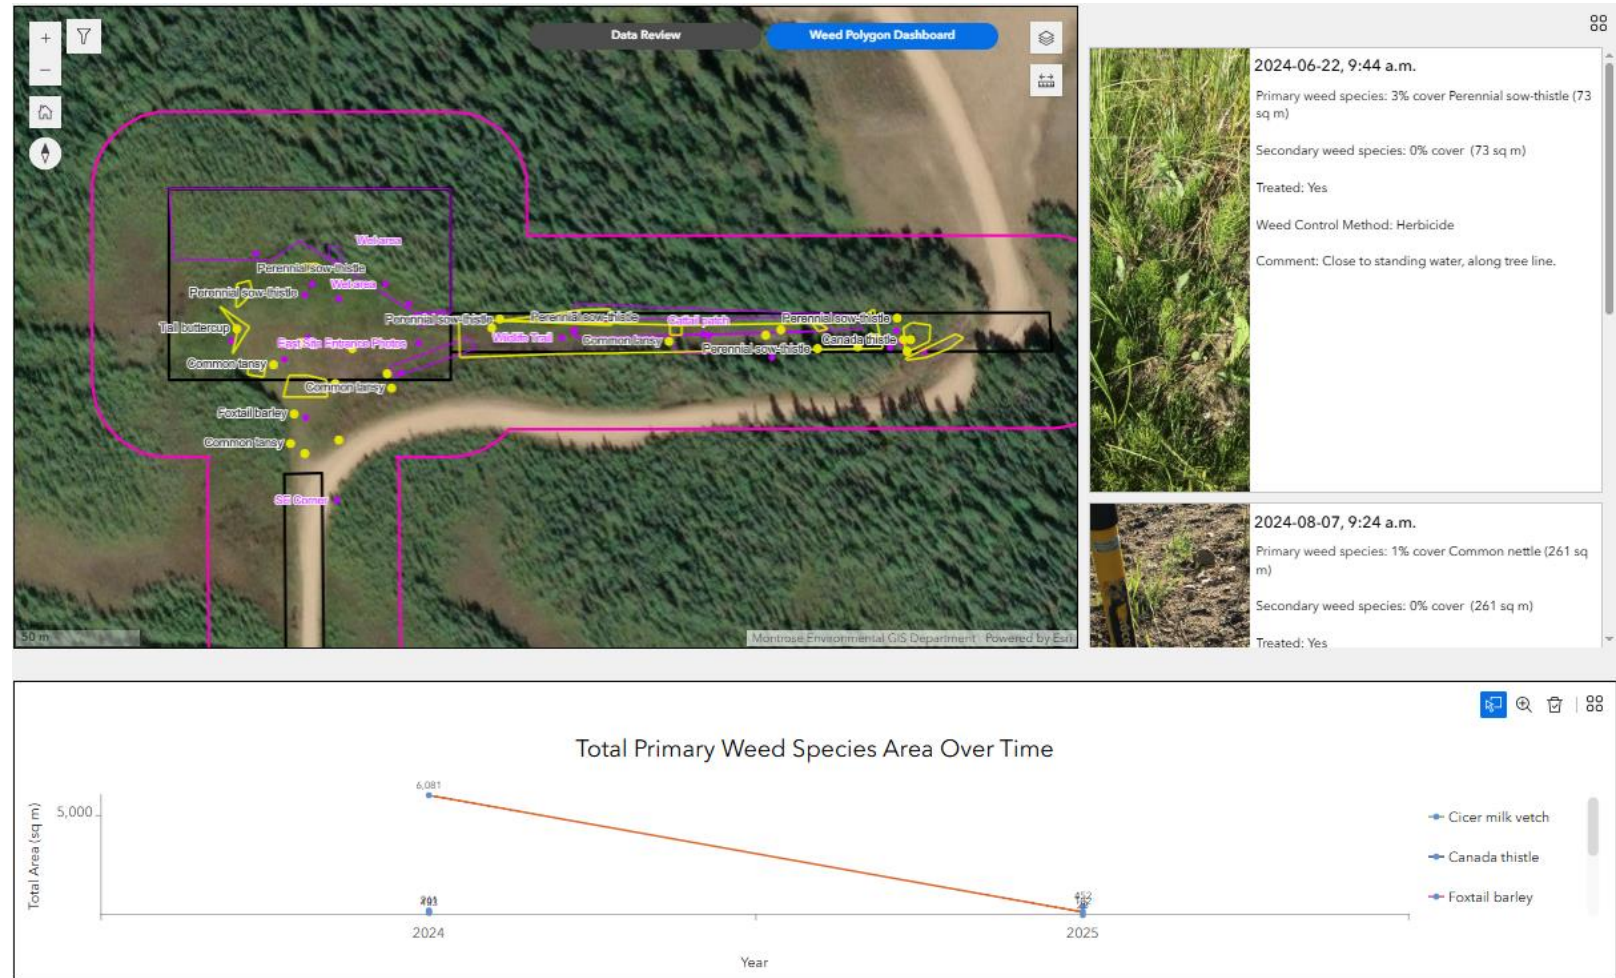 Data Review
Weed Polygon Dashboard
Wet area
Perennial sow-thistle
Wet area
Perennial sow-thistle
Tall buttercup
Perennial sow-thistle
Perennial sow-thistle
Cattail patch
Perennial sow-thistle
East Site Entrance Photos
Wildlife Trail
Common tansy
Canada thistle
Perennial sow-thistle
Common tansy
Common tansy
Foxtail barley
Common tansy
SE Corner
50 m
Montrose Environmental GIS Department
Powered by Esri
2024-06-22, 9:44 a.m.
Primary weed species: 3% cover Perennial sow-thistle (73
sq m)
Secondary weed species: 0% cover (73 sq m)
Treated: Yes
Weed Control Method: Herbicide
Comment: Close to standing water, along tree line.
2024-08-07, 9:24 a.m.
Primary weed species: 1% cover Common nettle (261 sq
m)
Secondary weed species: 0% cover (261 sq m)
Treated: Yes
Total Primary Weed Species Area Over Time
Total Area (sq m)
5,000
6,081
452
2024
2025
Year
Cicer milk vetch
Canada thistle
Foxtail barley